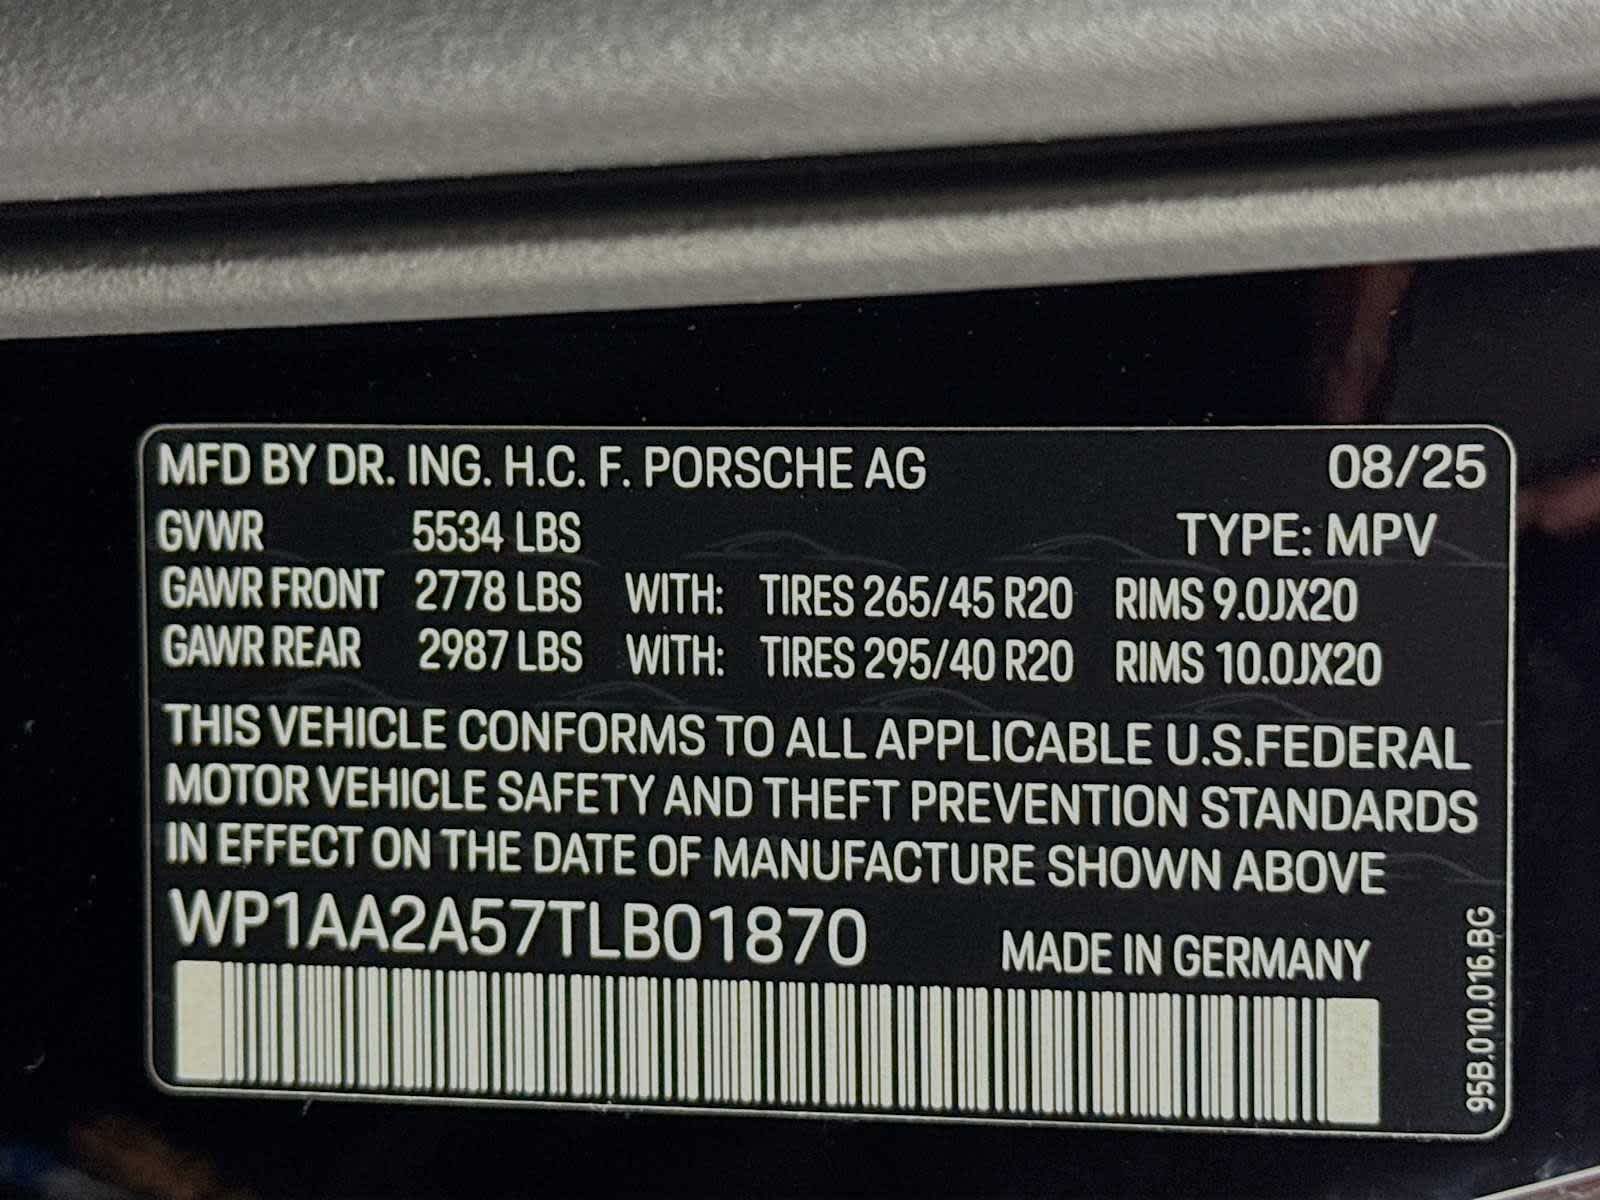 MFD BY DR. ING. H.C. F. PORSCHE AG 08/25
GVWR 5534 LBS TYPE: MPV
GAWR FRONT 2778 LBS WITH: TIRES 265/45 R20 RIMS 9.0JX20
GAWR REAR 2987 LBS WITH: TIRES 295/40 R20 RIMS 10.0JX20
THIS VEHICLE CONFORMS TO ALL APPLICABLE U.S.FEDERAL
MOTOR VEHICLE SAFETY AND THEFT PREVENTION STANDARDS
IN EFFECT ON THE DATE OF MANUFACTURE SHOWN ABOVE
WP1AA2A57TLB01870 MADE IN GERMANY
95B.010.016.BG